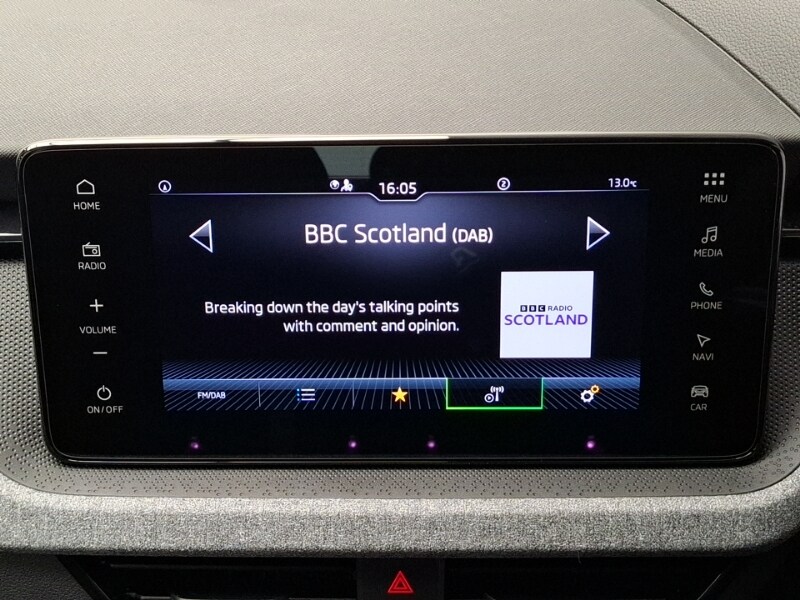 16:05
2
13.0°C
HOME
MENU
BBC Scotland (DAB)
RADIO
MEDIA
Breaking down the day's talking points
with comment and opinion.
BBC RADIO
SCOTLAND
VOLUME
PHONE
NAVI
FM/DAB
ON/OFF
CAR